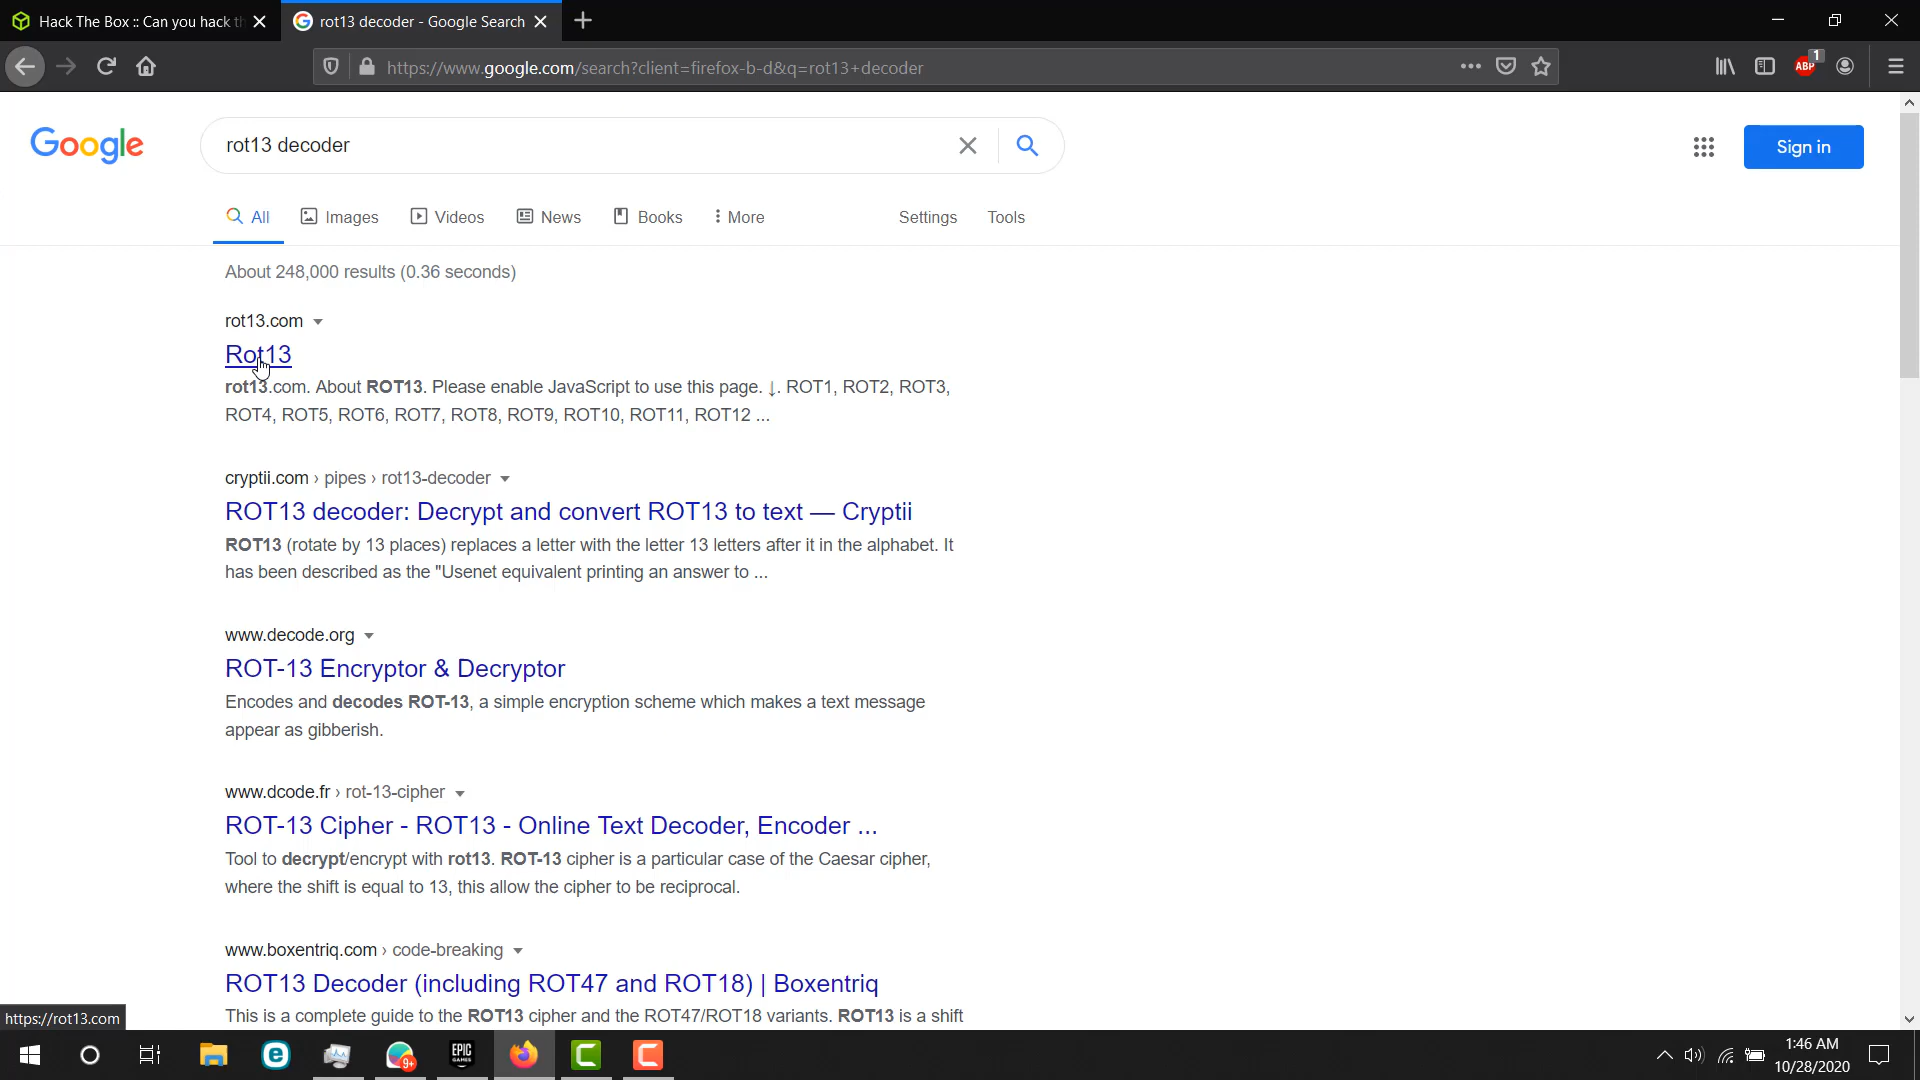 Hack The Box :: Can you hack th
rot13 decoder - Google Search
https://www.google.com/search?client=firefox-b-d&q=rot13+decoder
ABP
1
Google
rot13 decoder
Sign in
All
Images
Videos
News
Books
More
Settings
Tools
About 248,000 results (0.36 seconds)
rot13.com
Rot13
rot13.com. About ROT13. Please enable JavaScript to use this page. ↓. ROT1, ROT2, ROT3,
ROT4, ROT5, ROT6, ROT7, ROT8, ROT9, ROT10, ROT11, ROT12 ...
cryptii.com › pipes › rot13-decoder
ROT13 decoder: Decrypt and convert ROT13 to text — Cryptii
ROT13 (rotate by 13 places) replaces a letter with the letter 13 letters after it in the alphabet. It
has been described as the "Usenet equivalent printing an answer to ...
www.decode.org
ROT-13 Encryptor & Decryptor
Encodes and decodes ROT-13, a simple encryption scheme which makes a text message
appear as gibberish.
www.dcode.fr › rot-13-cipher
ROT-13 Cipher - ROT13 - Online Text Decoder, Encoder ...
Tool to decrypt/encrypt with rot13. ROT-13 cipher is a particular case of the Caesar cipher,
where the shift is equal to 13, this allow the cipher to be reciprocal.
www.boxentriq.com › code-breaking
ROT13 Decoder (including ROT47 and ROT18) | Boxentriq
This is a complete guide to the ROT13 cipher and the ROT47/ROT18 variants. ROT13 is a shift
https://rot13.com
9+
EPIC
GAMES
1:46 AM
10/28/2020